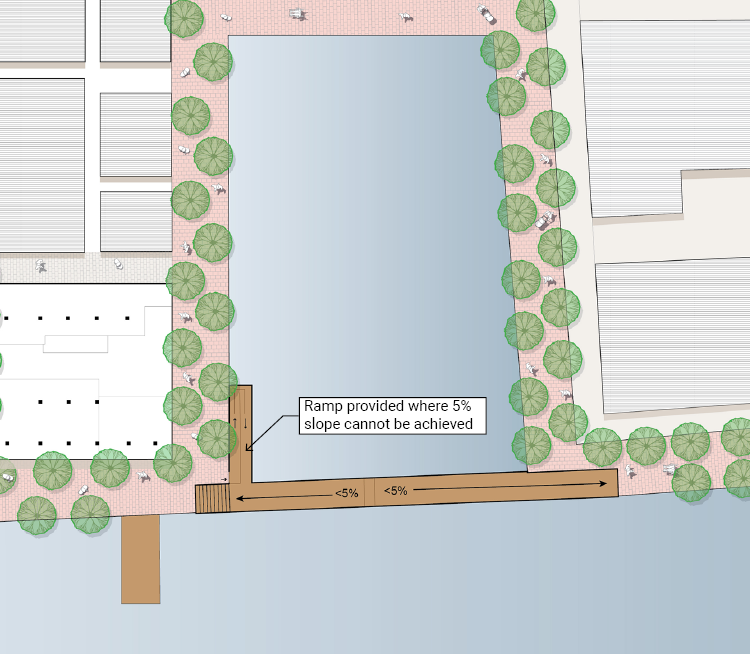 Ramp provided where 5%
slope cannot be achieved
<5%
<5%